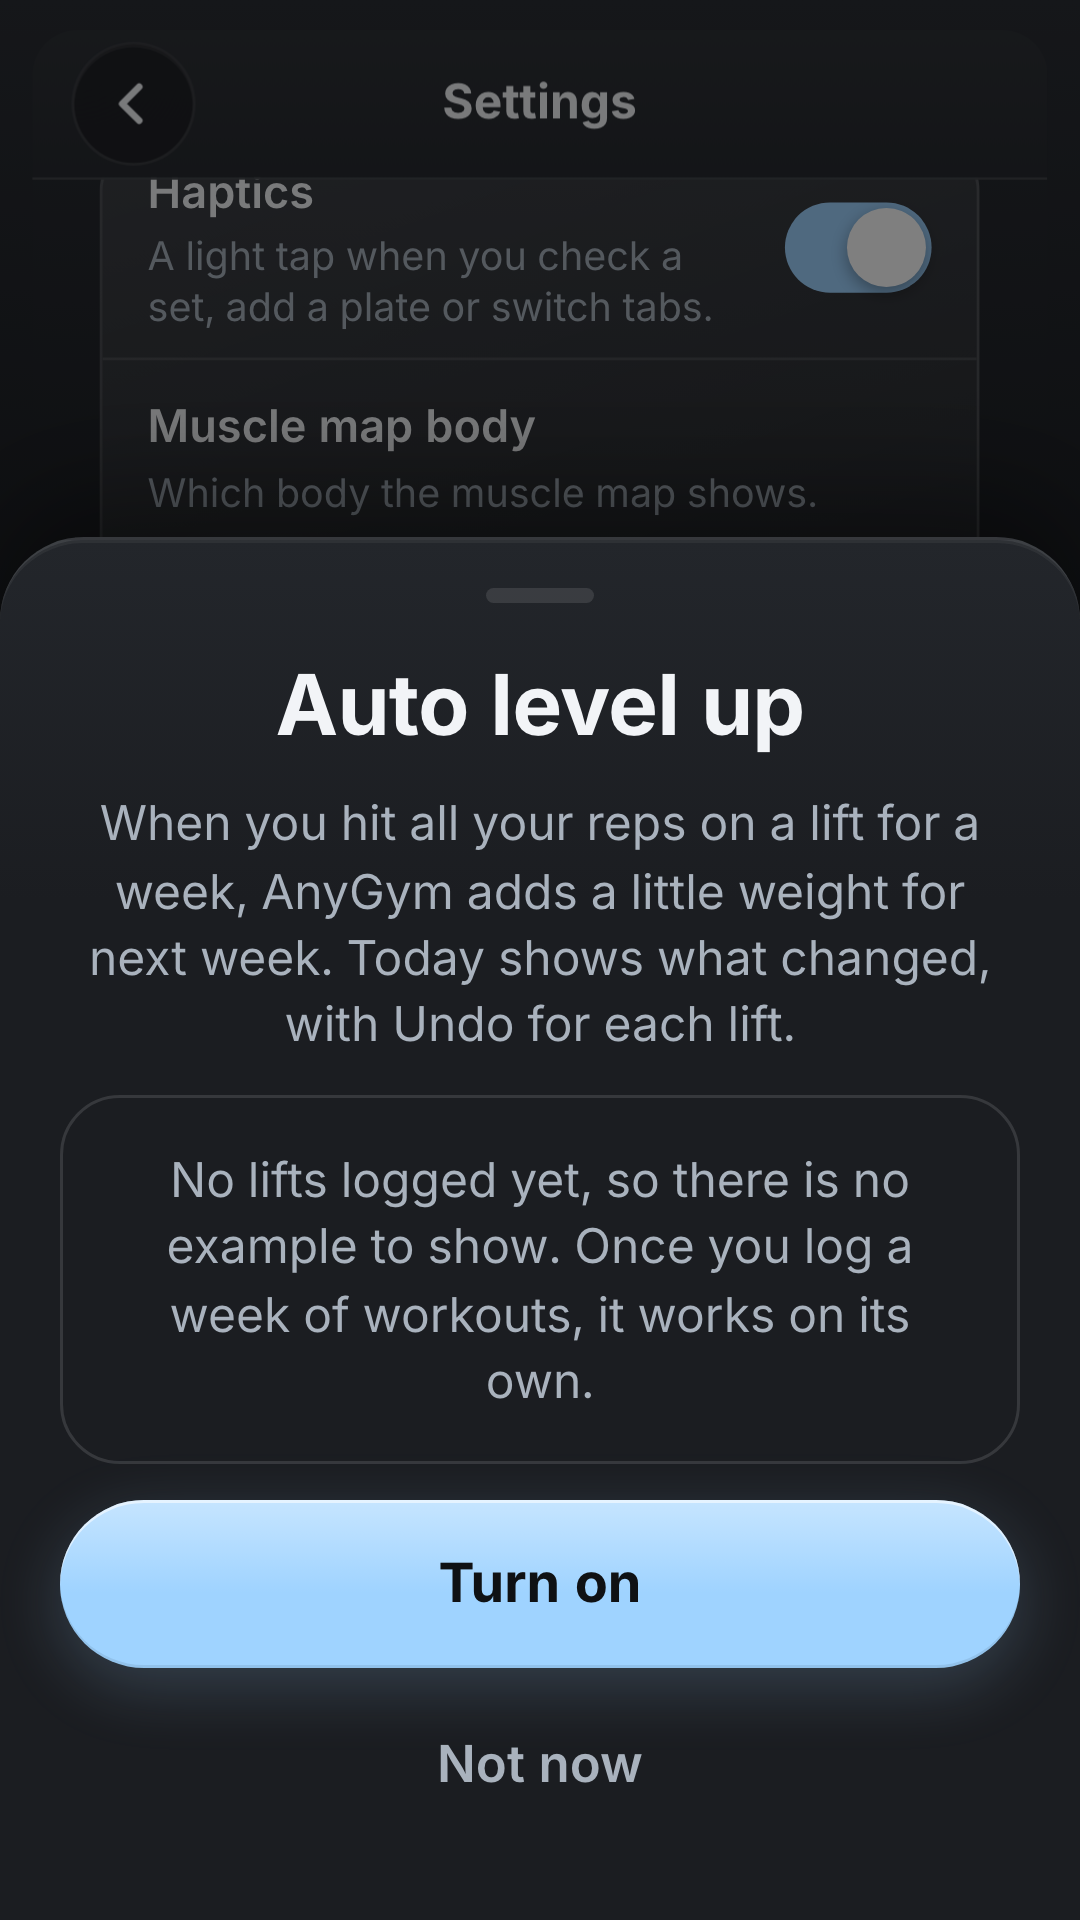 Settings
Haptics
A light tap when you check a
set, add a plate or switch tabs.
Muscle map body
Which body the muscle map shows.
Auto level up
When you hit all your reps on a lift for a
week, AnyGym adds a little weight for
next week. Today shows what changed,
with Undo for each lift.
No lifts logged yet, so there is no
example to show. Once you log a
week of workouts, it works on its
own.
Turn on
Not now